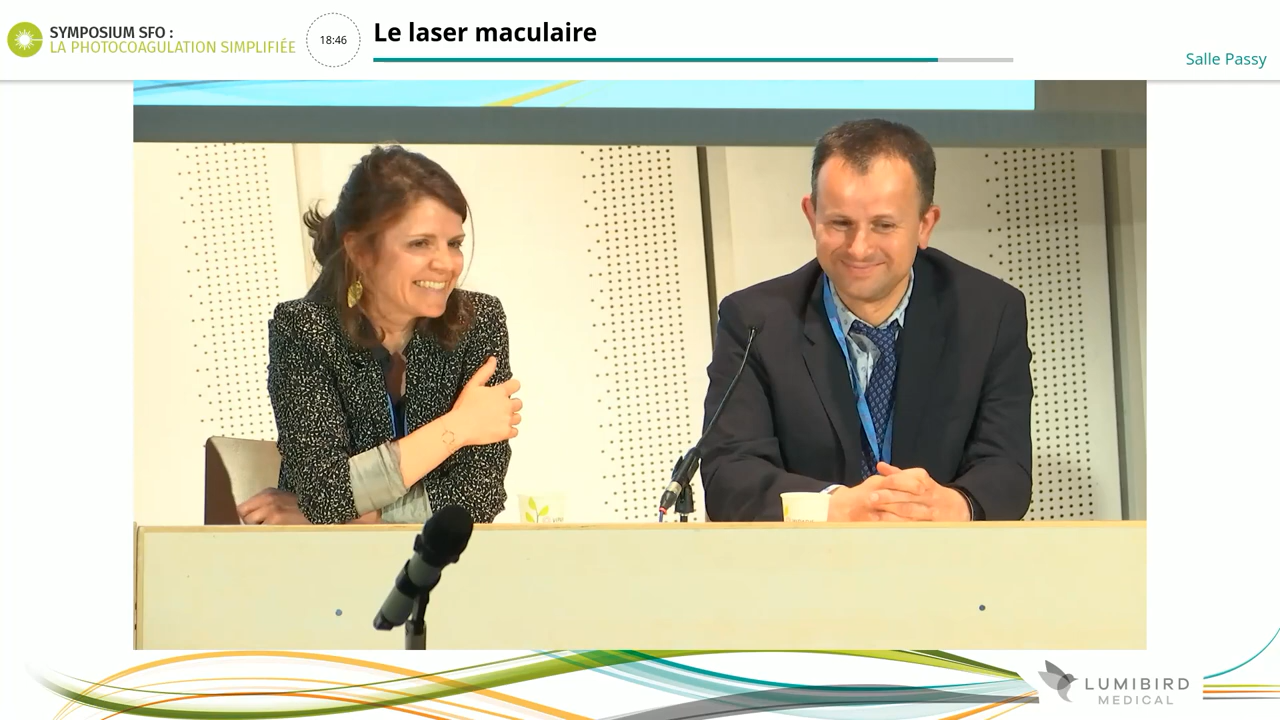 SYMPOSIUM SFO :
LA PHOTOCOAGULATION SIMPLIFIÉE
18:46
Le laser maculaire
Salle Passy
LUMIBIRD
MEDICAL